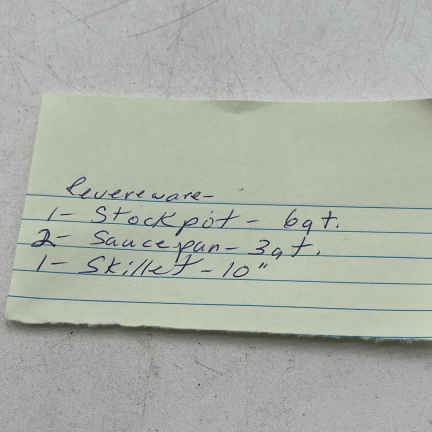 Revereware-
1- Stockpot - 6qt.
2- Saucepan - 3qt.
1- Skillet - 10"